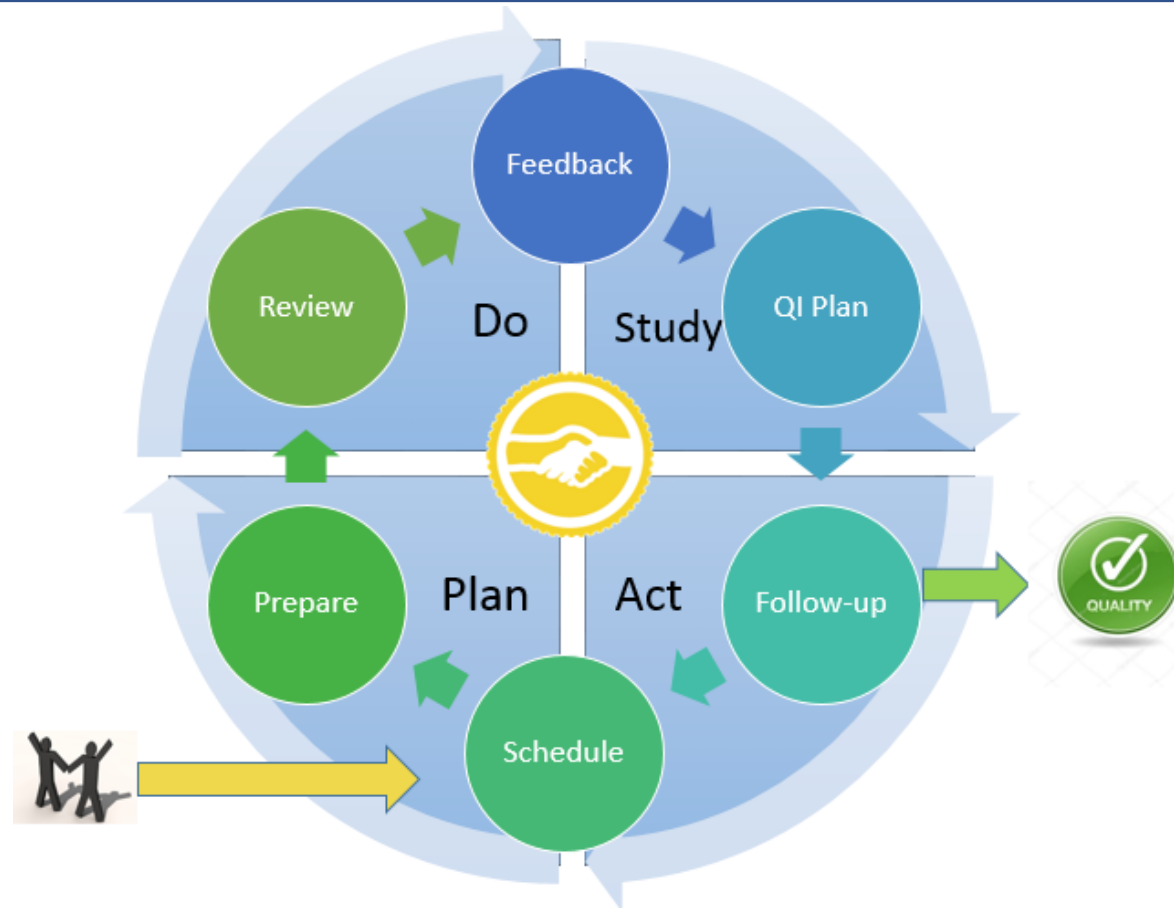 Feedback
Review
QI Plan
Do
Study
Prepare
Plan
Act
Follow-up
QUALITY
Schedule